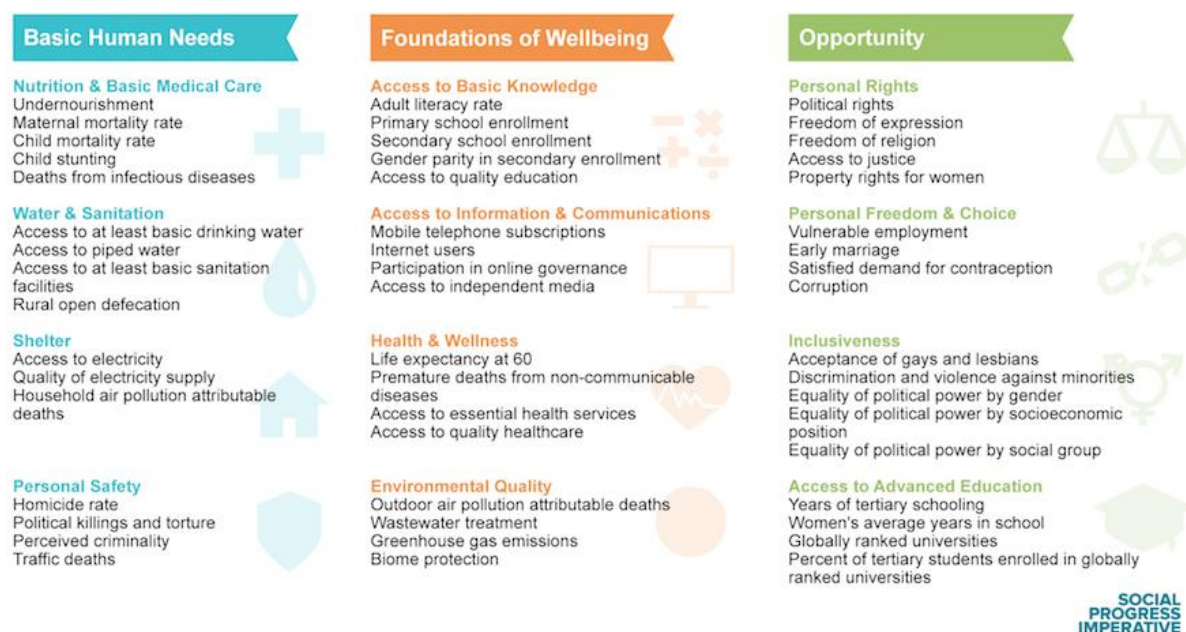 Basic Human Needs
Nutrition & Basic Medical Care
Undernourishment
Maternal mortality rate
Child mortality rate
Child stunting
Deaths from infectious diseases
Water & Sanitation
Access to at least basic drinking water
Access to piped water
Access to at least basic sanitation
facilities
Rural open defecation
Shelter
Access to electricity
Quality of electricity supply
Household air pollution attributable
deaths
Personal Safety
Homicide rate
Political killings and torture
Perceived criminality
Traffic deaths
Foundations of Wellbeing
Access to Basic Knowledge
Adult literacy rate
Primary school enrollment
Secondary school enrollment
Gender parity in secondary enrollment
Access to quality education
Access to Information & Communications
Mobile telephone subscriptions
Internet users
Participation in online governance
Access to independent media
Health & Wellness
Life expectancy at 60
Premature deaths from non-communicable
diseases
Access to essential health services
Access to quality healthcare
Environmental Quality
Outdoor air pollution attributable deaths
Wastewater treatment
Greenhouse gas emissions
Biome protection
Opportunity
Personal Rights
Political rights
Freedom of expression
Freedom of religion
Access to justice
Property rights for women
Personal Freedom & Choice
Vulnerable employment
Early marriage
Satisfied demand for contraception
Corruption
Inclusiveness
Acceptance of gays and lesbians
Discrimination and violence against minorities
Equality of political power by gender
Equality of political power by socioeconomic
position
Equality of political power by social group
Access to Advanced Education
Years of tertiary schooling
Women's average years in school
Globally ranked universities
Percent of tertiary students enrolled in globally
ranked universities
SOCIAL
PROGRESS
IMPERATIVE